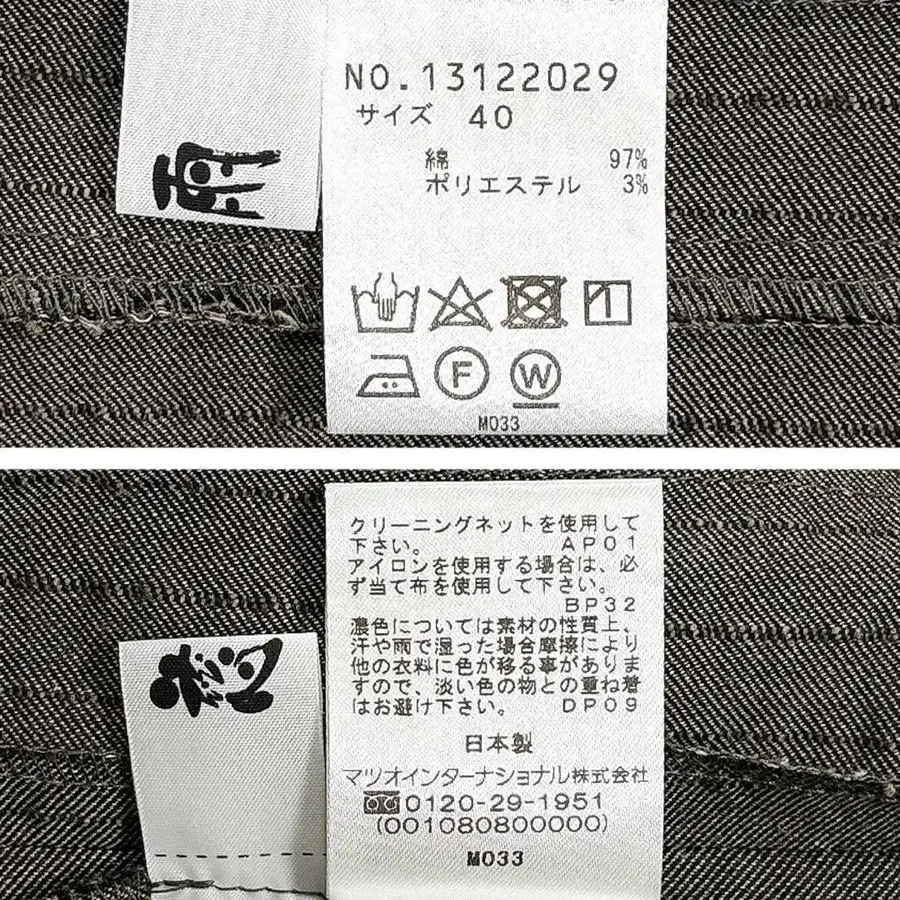 NO.13122029
サイズ 40
綿 97%
ポリエステル 3%
F
W
M033
クリーニングネットを使用して
下さい。 AP01
アイロンを使用する場合は、必
ず当て布を使用して下さい。
BP32
濃色については素材の性質上、
汗や雨で湿った場合摩擦により
他の衣料に色が移る事がありま
すので、淡い色の物との重ね着
はお避け下さい。 DP09
日本製
マツオインターナショナル株式会社
0120-29-1951
(001080800000)
M033